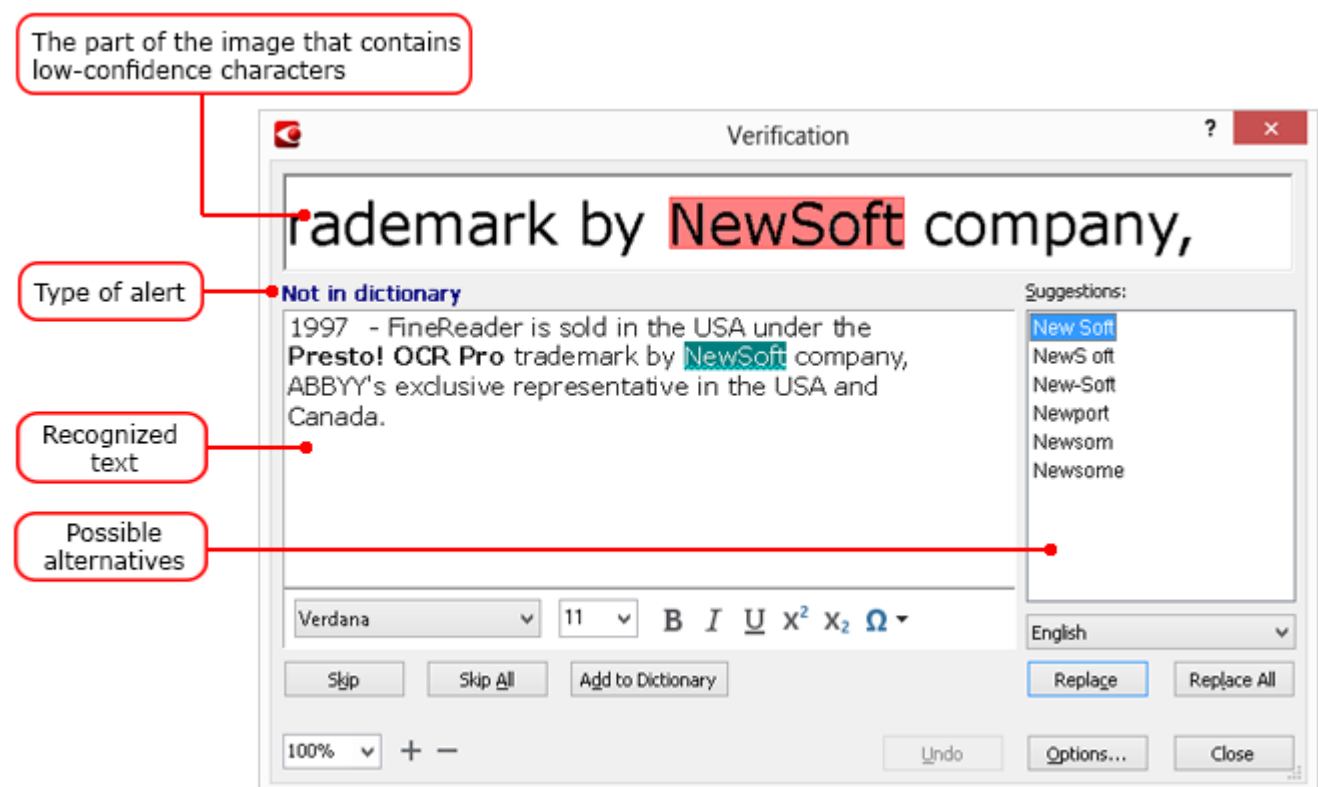 The part of the image that contains
low-confidence characters
Verification
?
rademark by NewSoft company,
Type of alert
Not in dictionary
Suggestions:
1997 - FineReader is sold in the USA under the
Presto! OCR Pro trademark by NewSoft company,
ABBYY's exclusive representative in the USA and
Canada.
New Soft
NewS oft
New-Soft
Newport
Newsom
Newsome
Recognized
text
Possible
alternatives
Verdana 11 B I U X² X₂ Ω
English
Skip Skip All Add to Dictionary Replace Replace All
100% + − Undo Options... Close